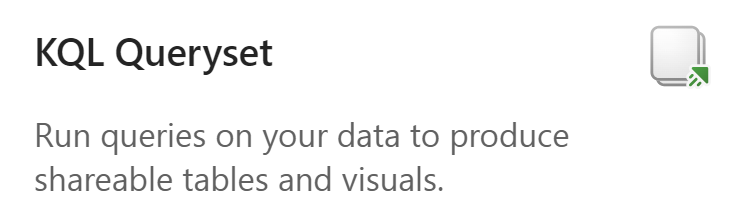 KQL Queryset
Run queries on your data to produce
shareable tables and visuals.